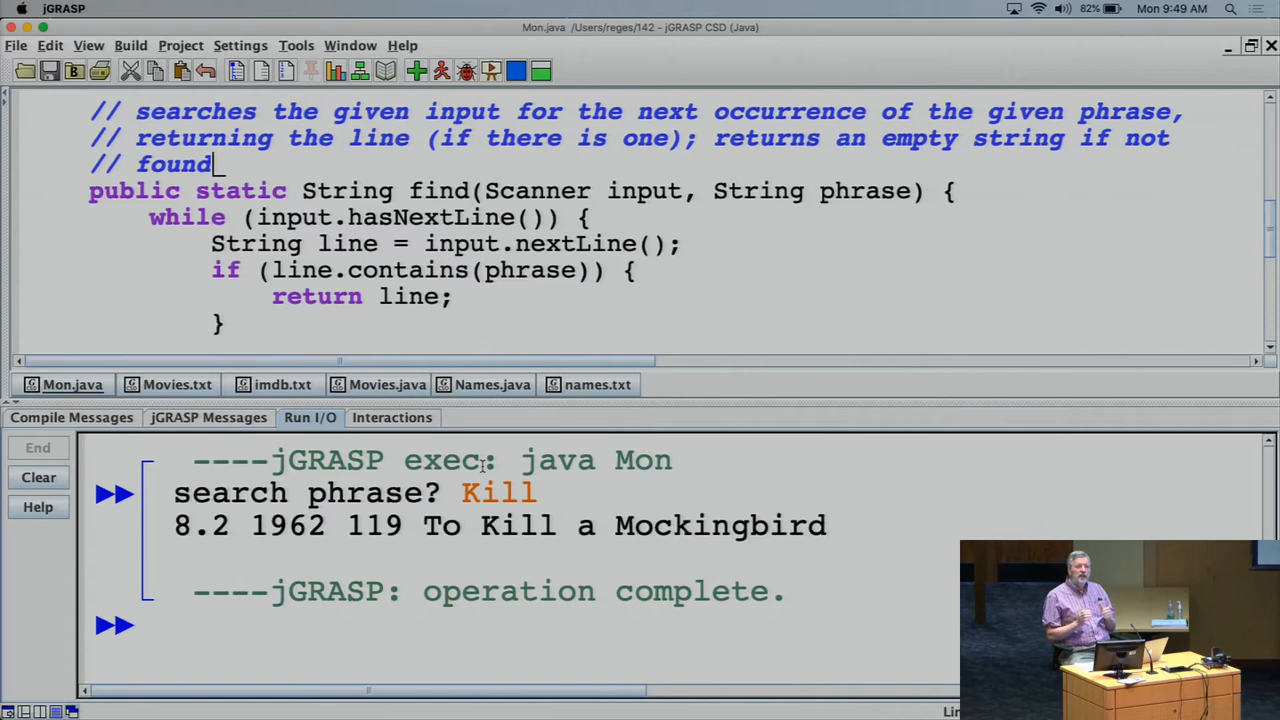 jGRASP
82%
Mon 9:49 AM
Mon.java /Users/reges/142 - jGRASP CSD (Java)
File Edit View Build Project Settings Tools Window Help
// searches the given input for the next occurrence of the given phrase,
// returning the line (if there is one); returns an empty string if not
// found
public static String find(Scanner input, String phrase) {
while (input.hasNextLine()) {
String line = input.nextLine();
if (line.contains(phrase)) {
return line;
}
Mon.java Movies.txt imdb.txt Movies.java Names.java names.txt
Compile Messages jGRASP Messages Run I/O Interactions
End
Clear
Help
----jGRASP exec: java Mon
search phrase? Kill
8.2 1962 119 To Kill a Mockingbird
----jGRASP: operation complete.